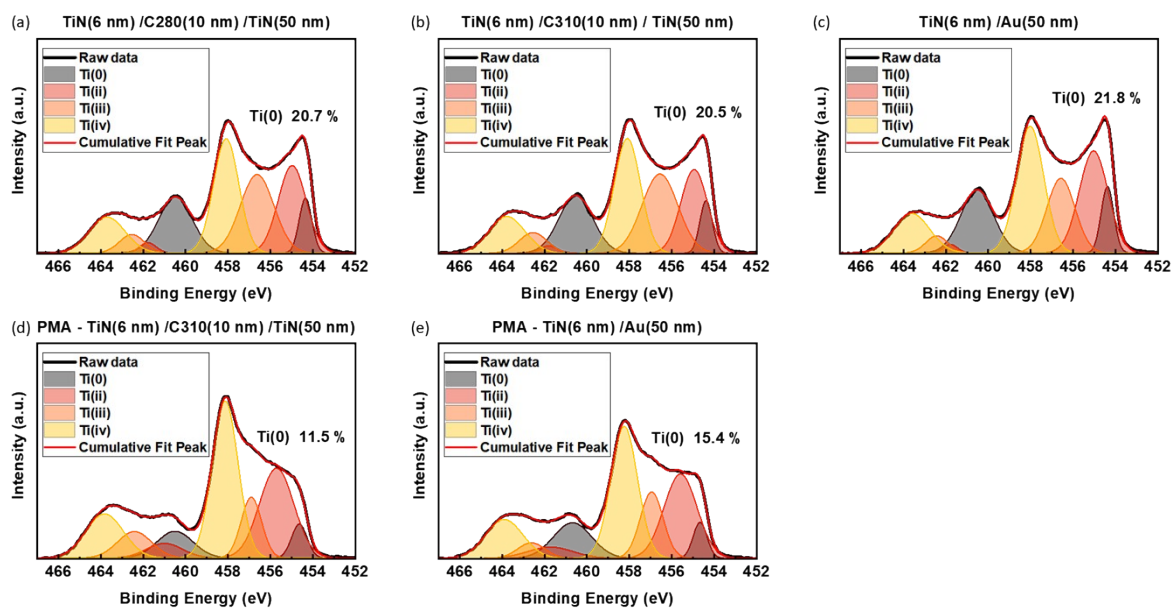 (a) TiN(6 nm) /C280(10 nm) /TiN(50 nm)
Raw data
Ti(0)
Ti(ii)
Ti(iii)
Ti(iv)
Cumulative Fit Peak
Ti(0) 20.7 %
Intensity (a.u.)
466 464 462 460 458 456 454 452
Binding Energy (eV)
(b) TiN(6 nm) /C310(10 nm) / TiN(50 nm)
Raw data
Ti(0)
Ti(ii)
Ti(iii)
Ti(iv)
Cumulative Fit Peak
Ti(0) 20.5 %
Intensity (a.u.)
466 464 462 460 458 456 454 452
Binding Energy (eV)
(c) TiN(6 nm) /Au(50 nm)
Raw data
Ti(0)
Ti(ii)
Ti(iii)
Ti(iv)
Cumulative Fit Peak
Ti(0) 21.8 %
Intensity (a.u.)
466 464 462 460 458 456 454 452
Binding Energy (eV)
(d) PMA - TiN(6 nm) /C310(10 nm) /TiN(50 nm)
Raw data
Ti(0)
Ti(ii)
Ti(iii)
Ti(iv)
Cumulative Fit Peak
Ti(0) 11.5 %
Intensity (a.u.)
466 464 462 460 458 456 454 452
Binding Energy (eV)
(e) PMA - TiN(6 nm) /Au(50 nm)
Raw data
Ti(0)
Ti(ii)
Ti(iii)
Ti(iv)
Cumulative Fit Peak
Ti(0) 15.4 %
Intensity (a.u.)
466 464 462 460 458 456 454 452
Binding Energy (eV)